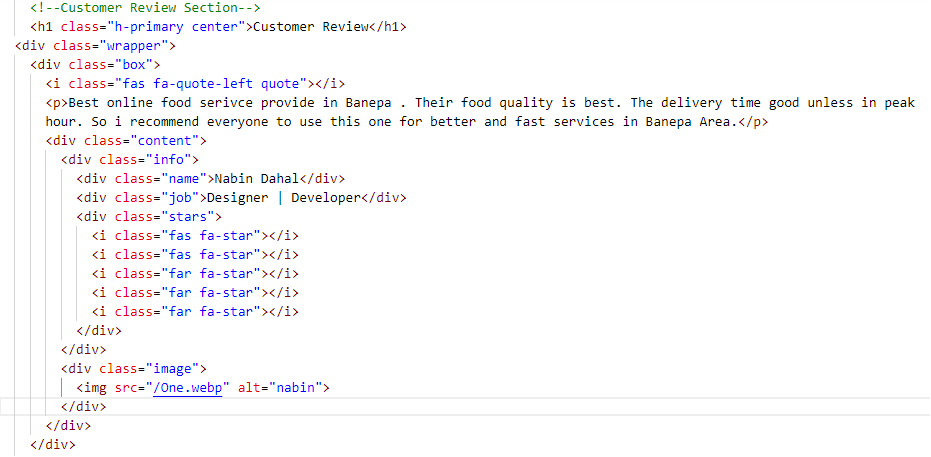 <!--Customer Review Section-->
<h1 class="h-primary center">Customer Review</h1>
<div class="wrapper">
<div class="box">
<i class="fas fa-quote-left quote"></i>
<p>Best online food serivce provide in Banepa . Their food quality is best. The delivery time good unless in peak
hour. So i recommend everyone to use this one for better and fast services in Banepa Area.</p>
<div class="content">
<div class="info">
<div class="name">Nabin Dahal</div>
<div class="job">Designer | Developer</div>
<div class="stars">
<i class="fas fa-star"></i>
<i class="fas fa-star"></i>
<i class="far fa-star"></i>
<i class="far fa-star"></i>
<i class="far fa-star"></i>
</div>
</div>
<div class="image">
<img src="/One.webp" alt="nabin">
</div>
</div>
</div>